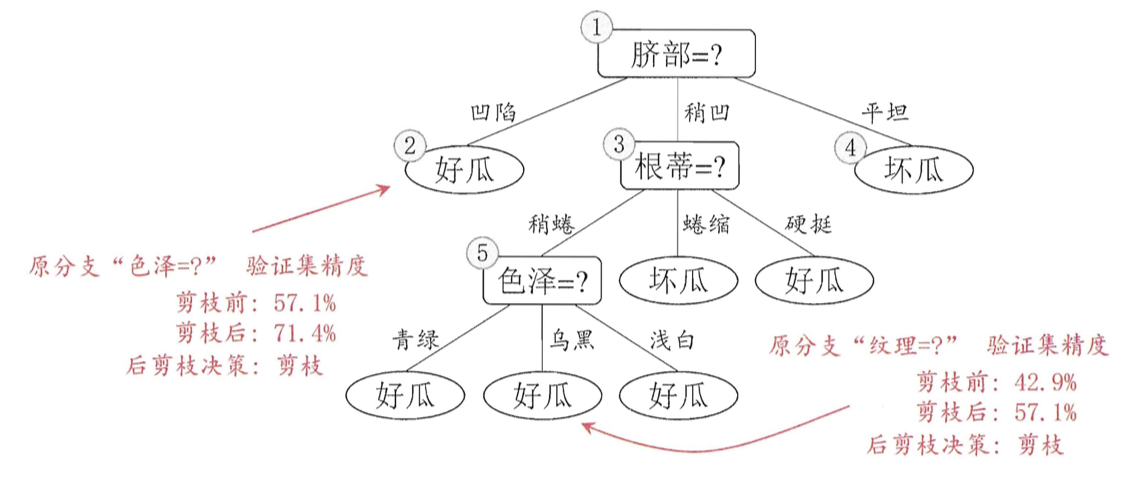 ①
脐部=?
凹陷
稍凹
平坦
②
好瓜
③
根蒂=?
④
坏瓜
稍蜷
蜷缩
硬挺
⑤
色泽=?
坏瓜
好瓜
原分支“色泽=?” 验证集精度
剪枝前: 57.1%
剪枝后: 71.4%
后剪枝决策: 剪枝
青绿
乌黑
浅白
好瓜
好瓜
好瓜
原分支“纹理=?” 验证集精度
剪枝前: 42.9%
剪枝后: 57.1%
后剪枝决策: 剪枝